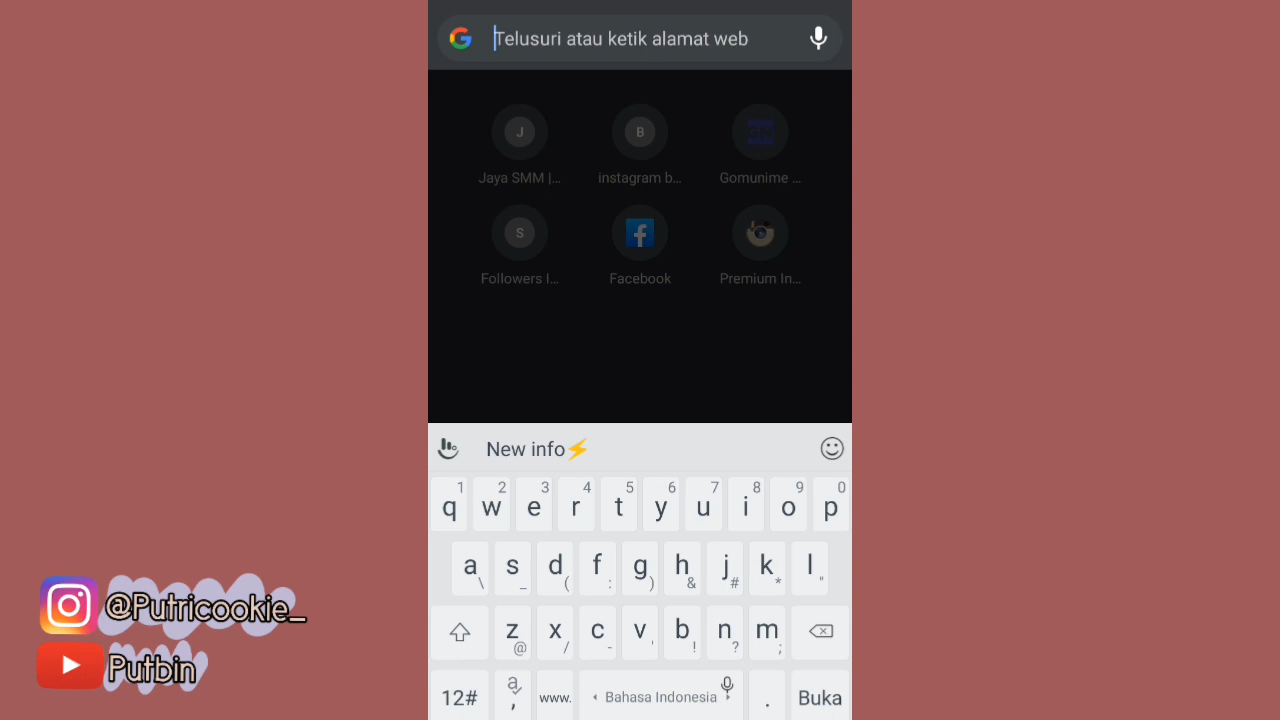 Telusuri atau ketik alamat web
J
B
GN
Jaya SMM |...
instagram b...
Gomunime ...
S
Followers I...
Facebook
Premium In...
New info⚡
1 2 3 4 5 6 7 8 9 0
q w e r t y u i o p
a s d f g h j k l
\ _ ( : ) & # * "
z x c v b n m
@ / - ' ! ? ;
12# a , www. Bahasa Indonesia . Buka
@Putricookie_
Putbin